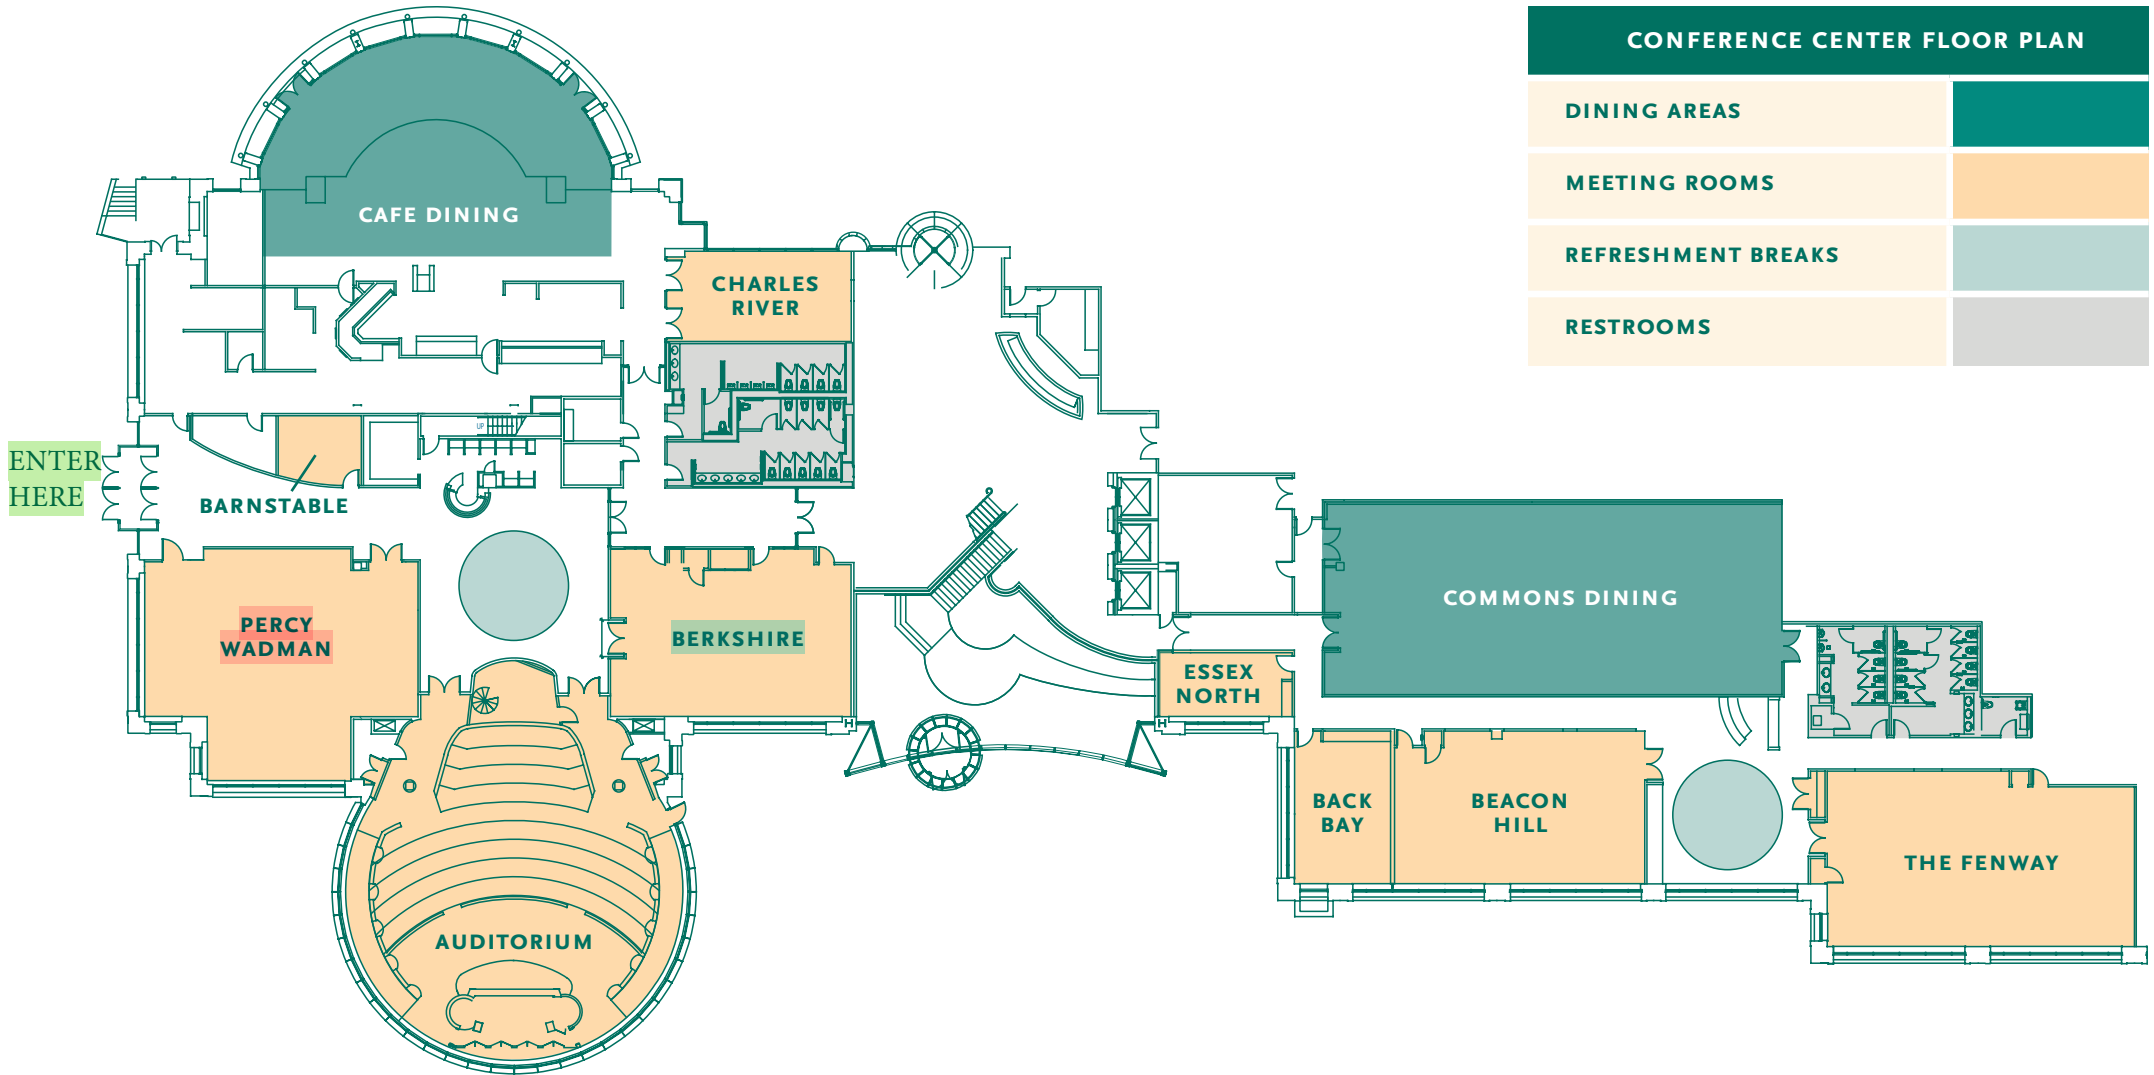 CONFERENCE CENTER FLOOR PLAN
DINING AREAS
MEETING ROOMS
REFRESHMENT BREAKS
RESTROOMS
CAFE DINING
CHARLES
RIVER
UP
ENTER
HERE
BARNSTABLE
PERCY
WADMAN
BERKSHIRE
COMMONS DINING
ESSEX
NORTH
BACK
BAY
BEACON
HILL
THE FENWAY
AUDITORIUM